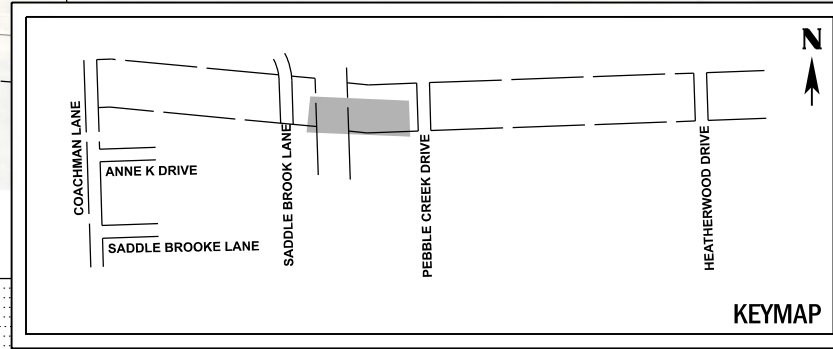 N
COACHMAN LANE
ANNE K DRIVE
SADDLE BROOKE LANE
SADDLE BROOK LANE
PEBBLE CREEK DRIVE
HEATHERWOOD DRIVE
KEYMAP